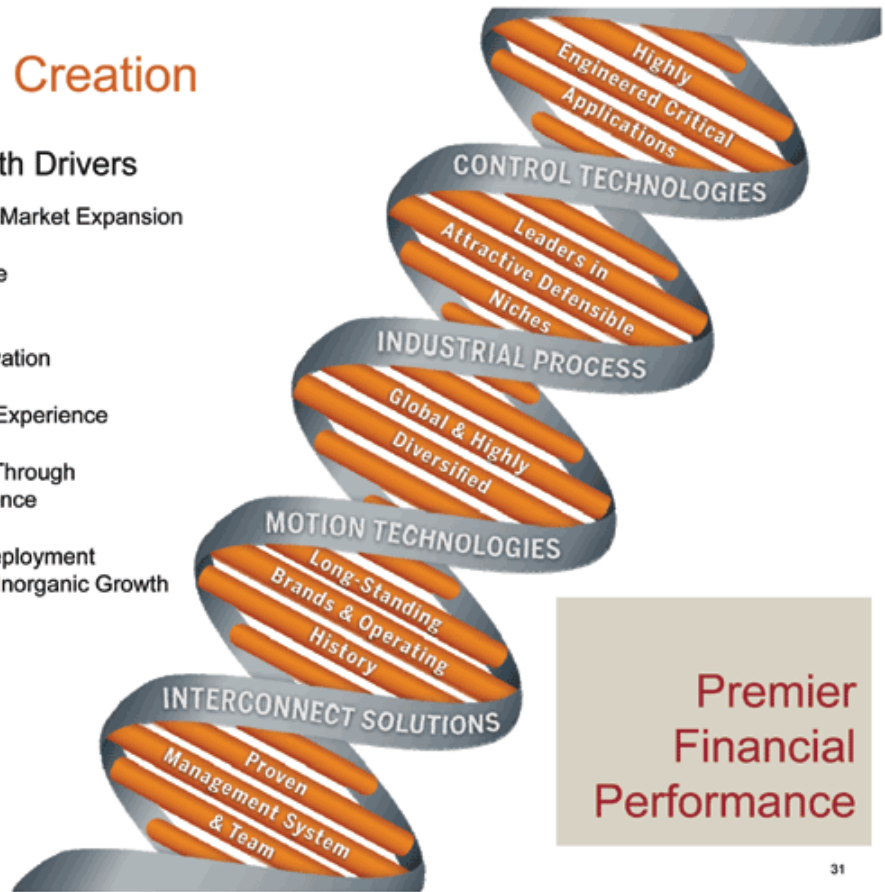 Creation
th Drivers
Market Expansion
e
ation
Experience
Through
nce
eployment
norganic Growth
Highly
Engineered Critical
Applications
CONTROL TECHNOLOGIES
Leaders in
Attractive Defensible
Niches
INDUSTRIAL PROCESS
Global & Highly
Diversified
MOTION TECHNOLOGIES
Long-Standing
Brands & Operating
History
INTERCONNECT SOLUTIONS
Proven
Management System
& Team
Premier
Financial
Performance
31